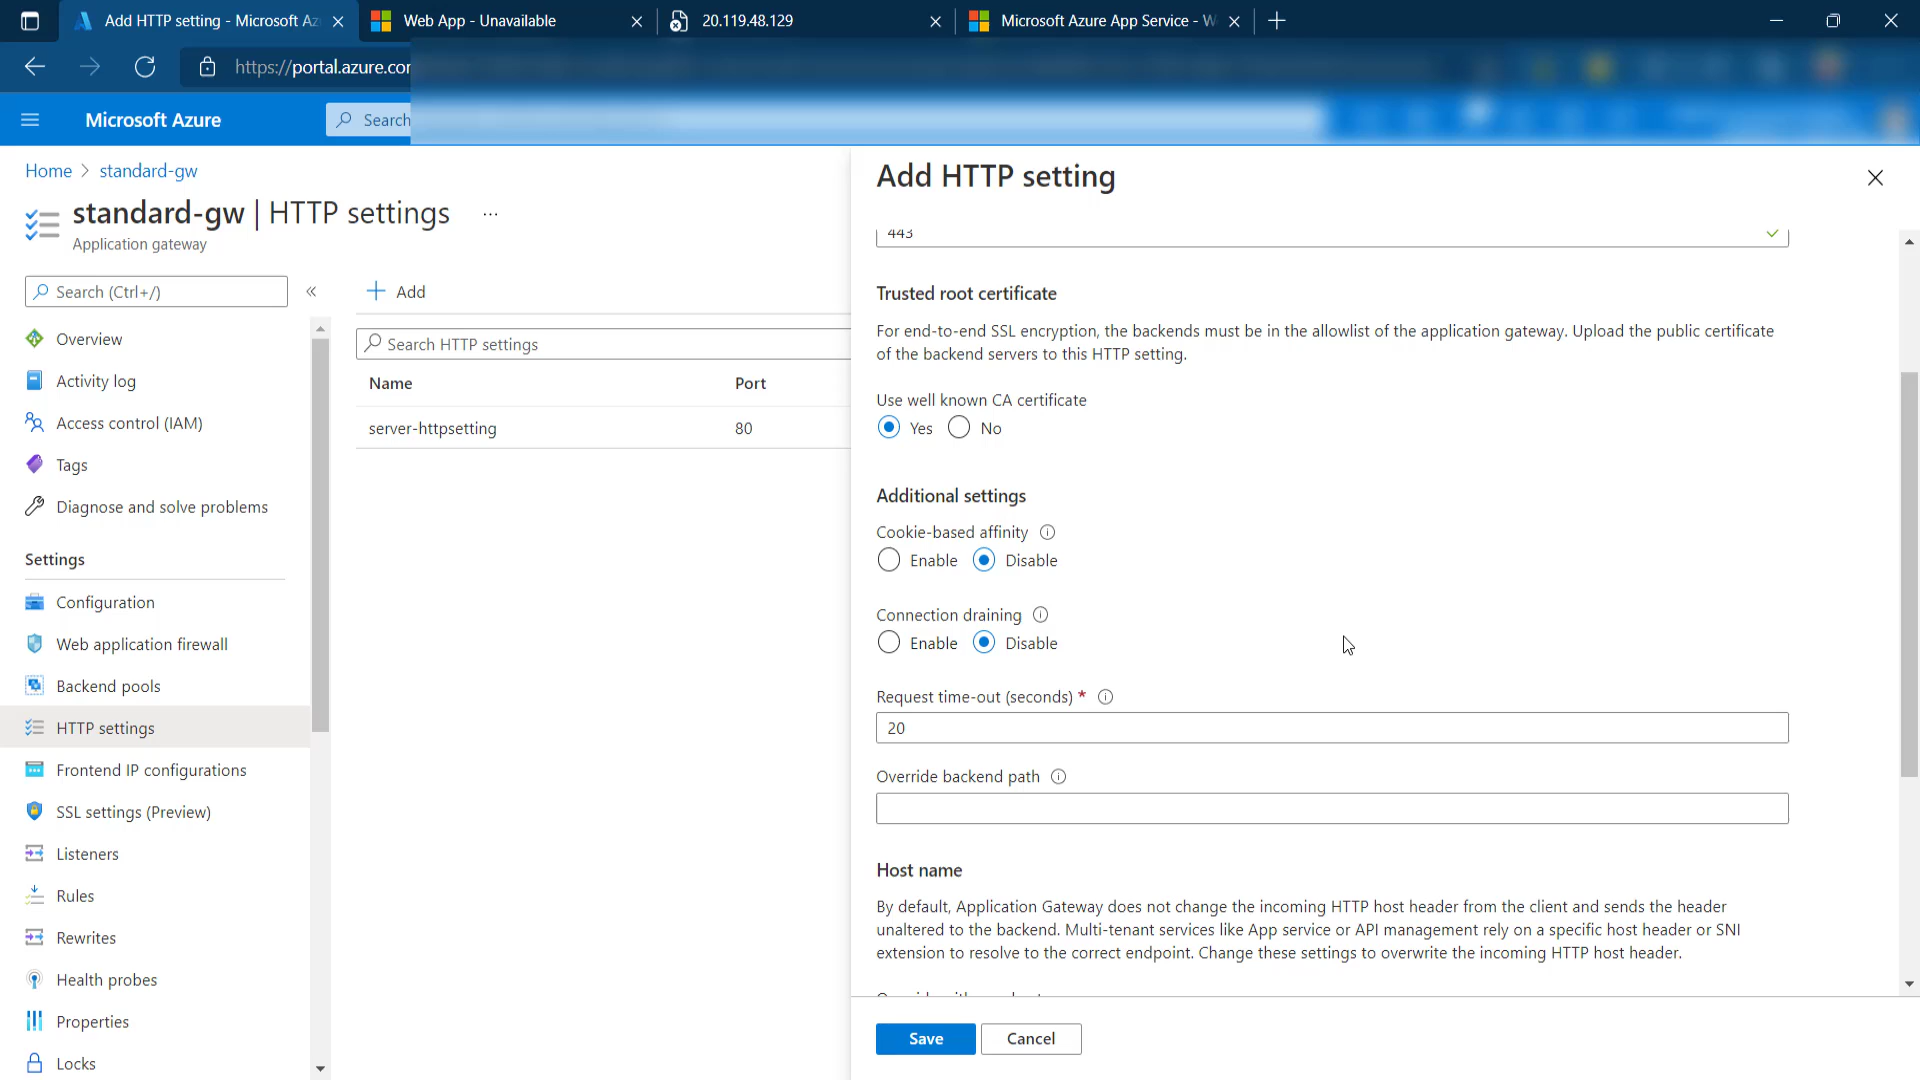 Add HTTP setting - Microsoft Az
Web App - Unavailable
20.119.48.129
Microsoft Azure App Service - W
https://portal.azure.com
Microsoft Azure
Search
Home > standard-gw
standard-gw | HTTP settings ...
Application gateway
Search (Ctrl+/)
«
Overview
Activity log
Access control (IAM)
Tags
Diagnose and solve problems
Settings
Configuration
Web application firewall
Backend pools
HTTP settings
Frontend IP configurations
SSL settings (Preview)
Listeners
Rules
Rewrites
Health probes
Properties
Locks
+ Add
Search HTTP settings
Name Port
server-httpsetting 80
Add HTTP setting
443
Trusted root certificate
For end-to-end SSL encryption, the backends must be in the allowlist of the application gateway. Upload the public certificate
of the backend servers to this HTTP setting.
Use well known CA certificate
Yes No
Additional settings
Cookie-based affinity
Enable Disable
Connection draining
Enable Disable
Request time-out (seconds) *
20
Override backend path
Host name
By default, Application Gateway does not change the incoming HTTP host header from the client and sends the header
unaltered to the backend. Multi-tenant services like App service or API management rely on a specific host header or SNI
extension to resolve to the correct endpoint. Change these settings to overwrite the incoming HTTP host header.
Save Cancel